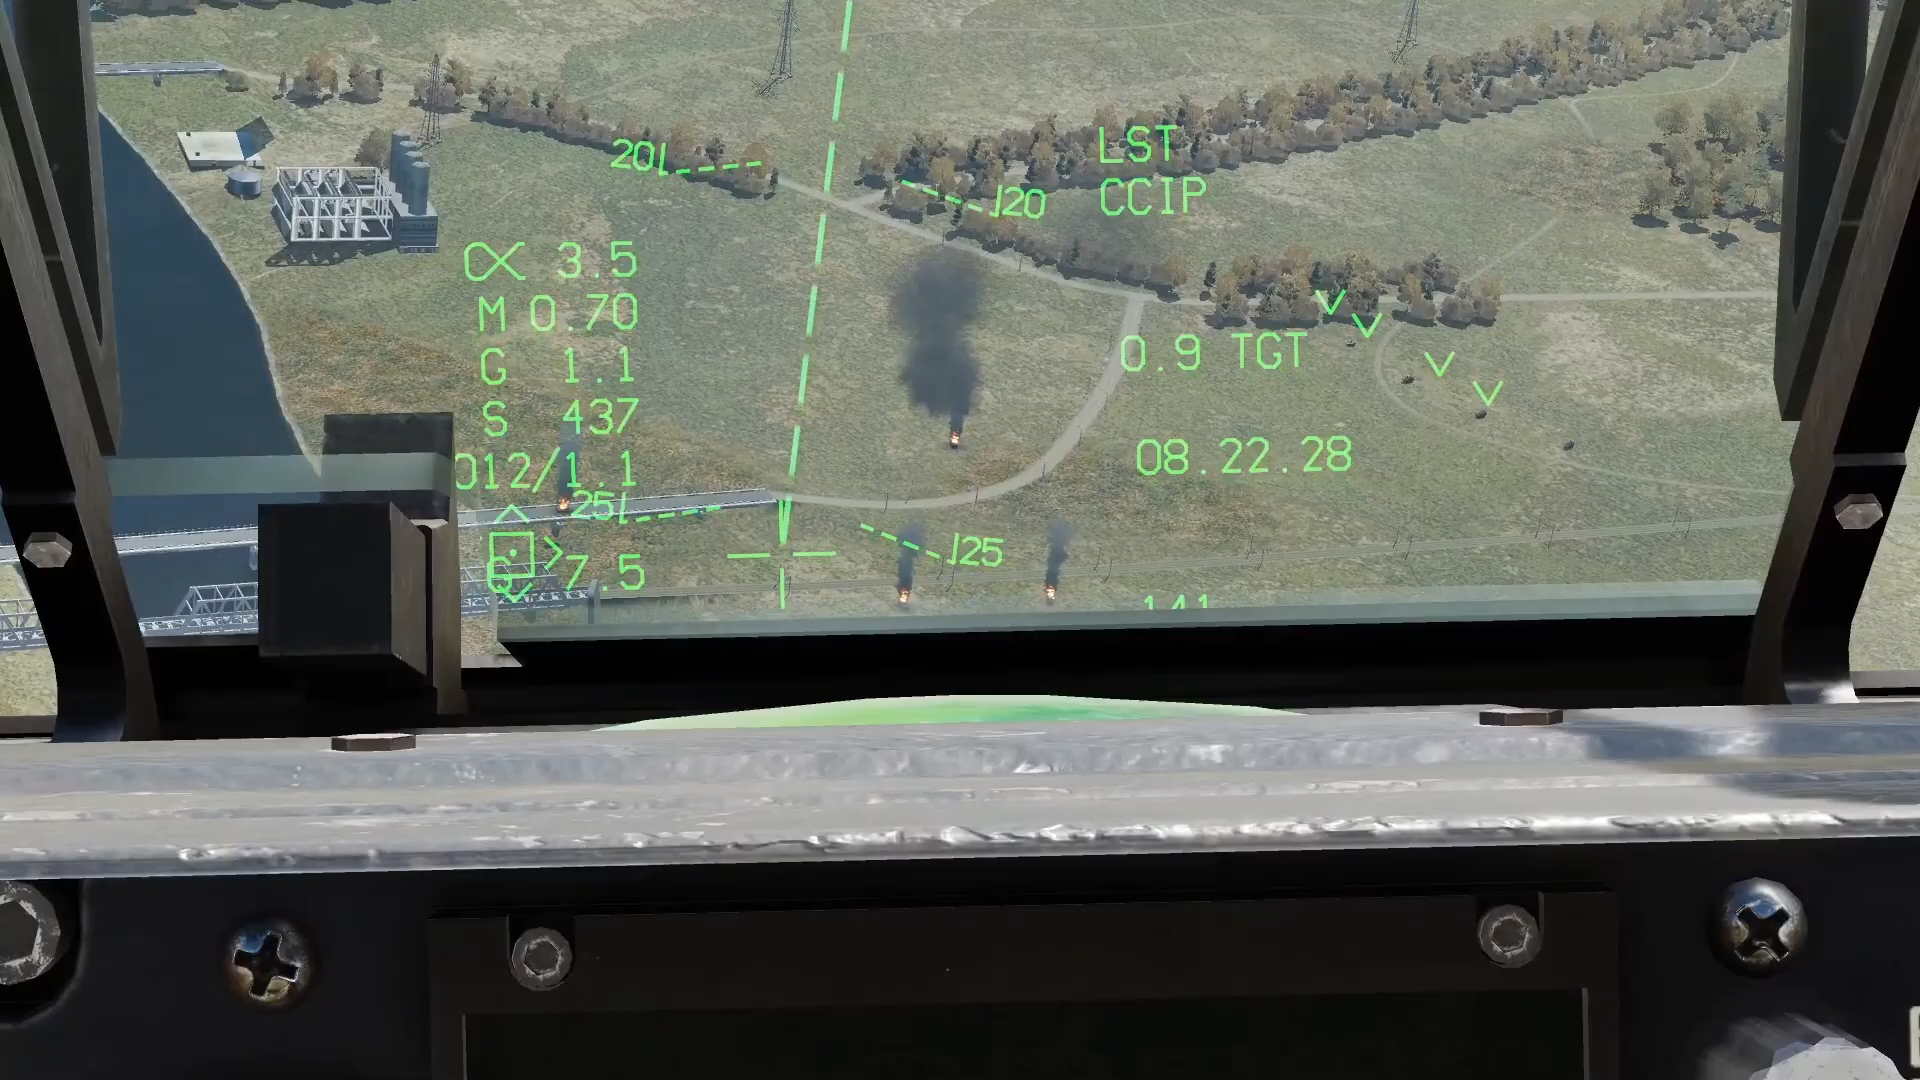 20
LST
20
CCIP
α 3.5
M 0.70
G 1.1
0.9 TGT
S 437
08.22.28
012/1.1
25
25
7.5